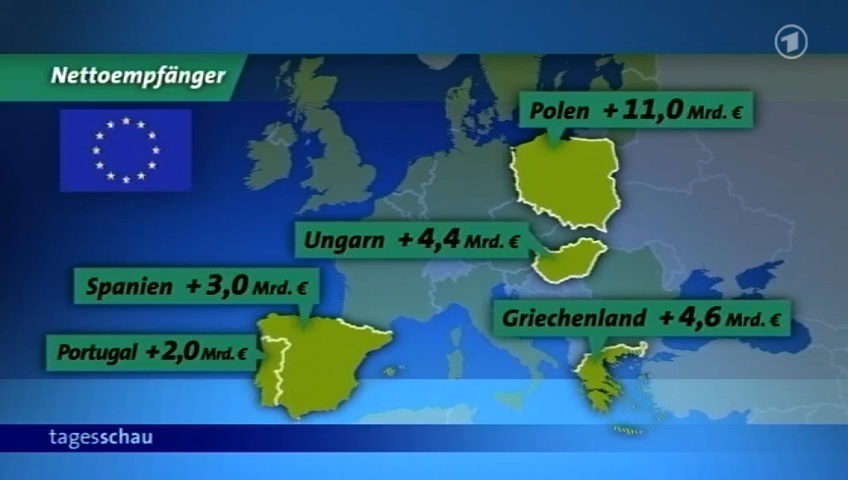 1
Nettoempfänger
Polen +11,0 Mrd. €
Ungarn +4,4 Mrd. €
Spanien +3,0 Mrd. €
Griechenland +4,6 Mrd. €
Portugal +2,0 Mrd. €
tagesschau